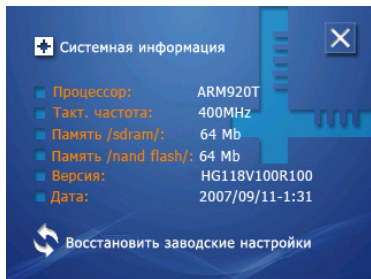 Системная информация
Процессор: ARM920T
Такт. частота: 400MHz
Память /sdram/: 64 Mb
Память /nand flash/: 64 Mb
Версия: HG118V100R100
Дата: 2007/09/11-1:31
Восстановить заводские настройки